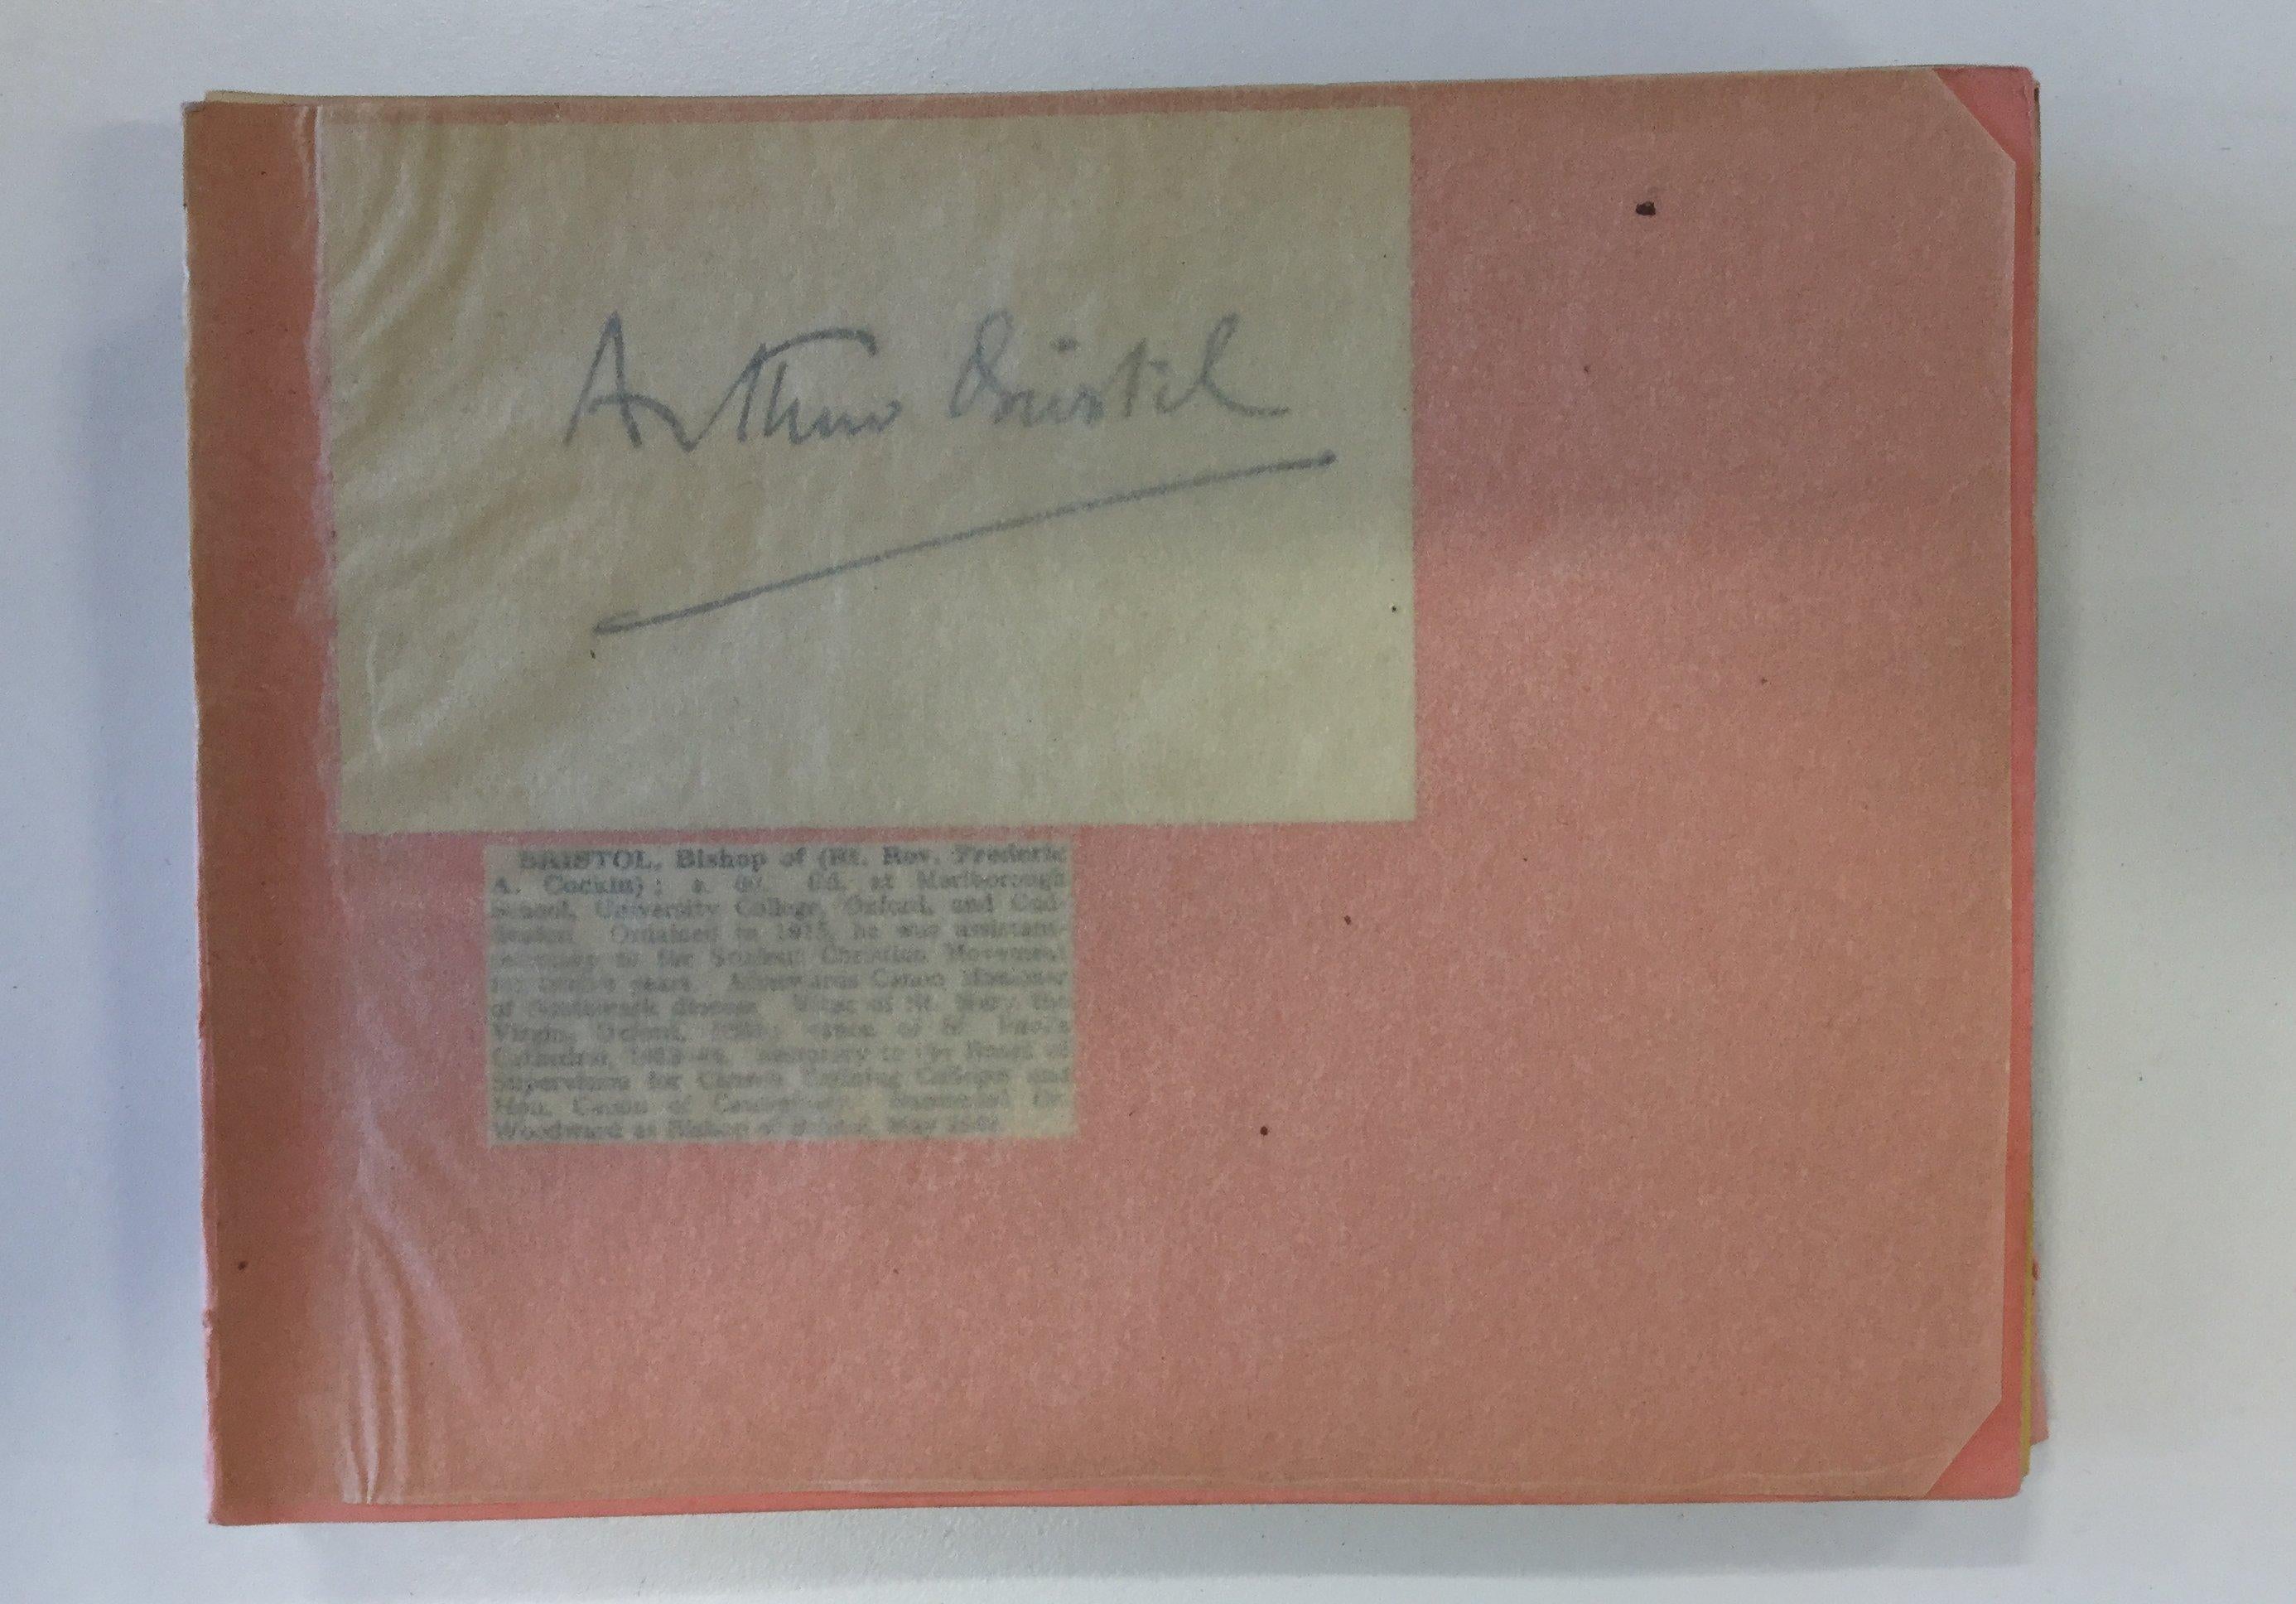 Arthur Bristol
BRISTOL, Bishop of (Rt. Rev. Frederic
A. Cockin); a. Ed. at Marlborough
School, University College, Oxford, and Cud-
Ordained in he was assistant-
to the Student Christian Movement
for twelve years. Afterwards Canon Missioner
of Southwark diocese. Vicar of St. Mary the
Virgin, Oxford, Canon of St. Paul's
Cathedral, Secretary to the Board of
Supervision for Church Training Colleges and
Hon. Canon of Canterbury. Succeeded Dr.
Woodward as Bishop of Bristol, May